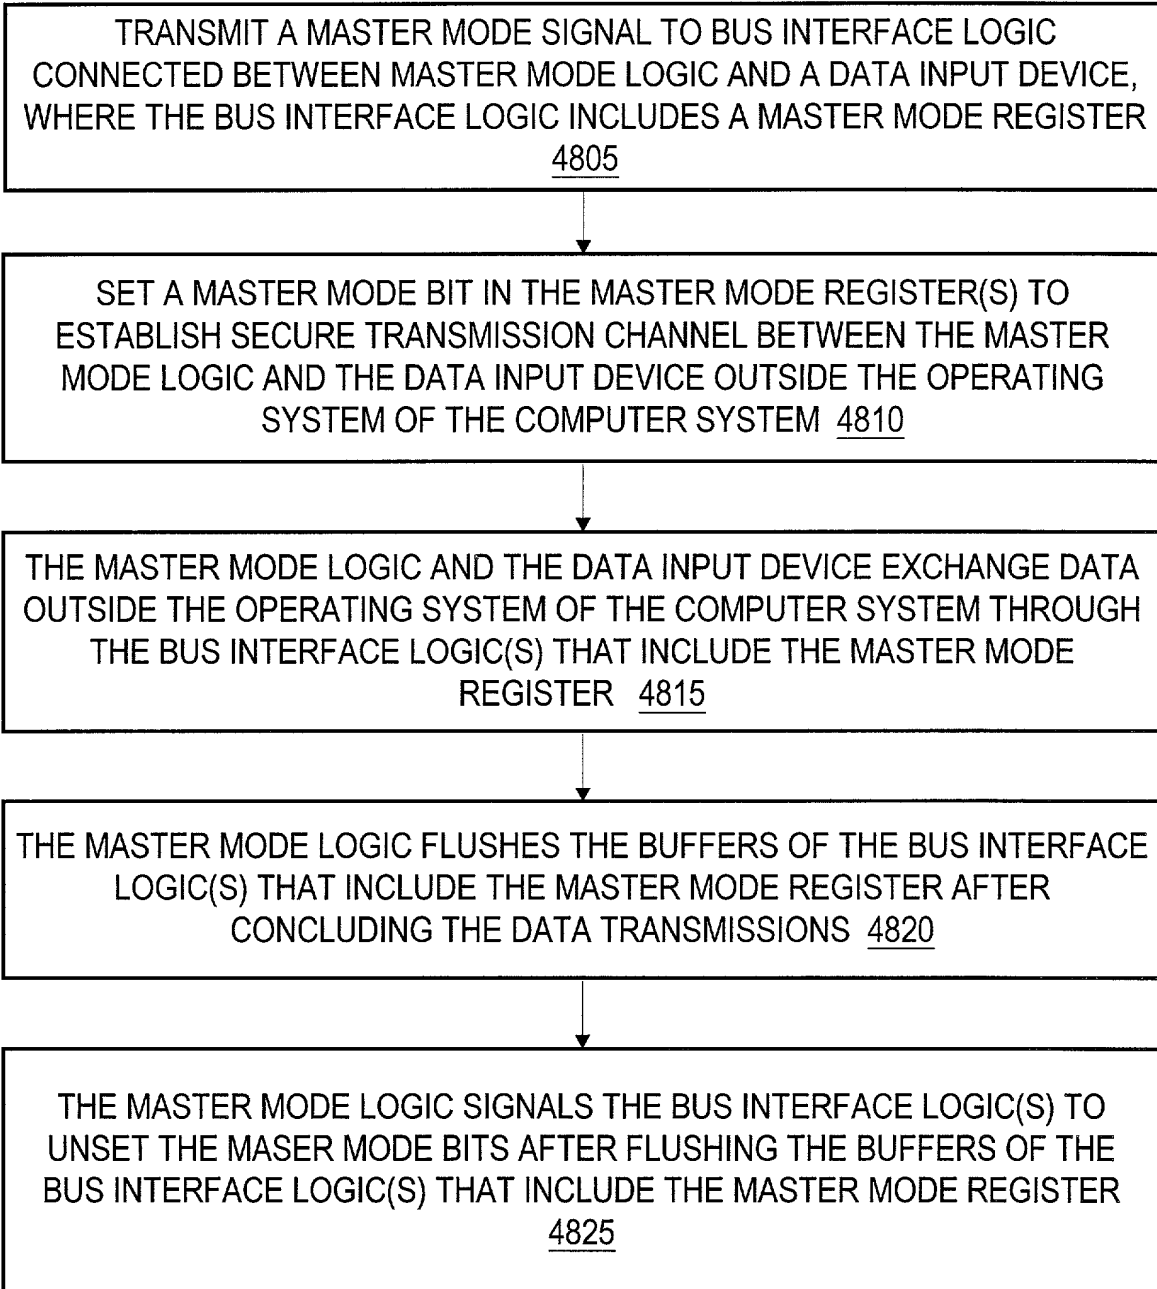 TRANSMIT A MASTER MODE SIGNAL TO BUS INTERFACE LOGIC
CONNECTED BETWEEN MASTER MODE LOGIC AND A DATA INPUT DEVICE,
WHERE THE BUS INTERFACE LOGIC INCLUDES A MASTER MODE REGISTER
4805
SET A MASTER MODE BIT IN THE MASTER MODE REGISTER(S) TO
ESTABLISH SECURE TRANSMISSION CHANNEL BETWEEN THE MASTER
MODE LOGIC AND THE DATA INPUT DEVICE OUTSIDE THE OPERATING
SYSTEM OF THE COMPUTER SYSTEM 4810
THE MASTER MODE LOGIC AND THE DATA INPUT DEVICE EXCHANGE DATA
OUTSIDE THE OPERATING SYSTEM OF THE COMPUTER SYSTEM THROUGH
THE BUS INTERFACE LOGIC(S) THAT INCLUDE THE MASTER MODE
REGISTER 4815
THE MASTER MODE LOGIC FLUSHES THE BUFFERS OF THE BUS INTERFACE
LOGIC(S) THAT INCLUDE THE MASTER MODE REGISTER AFTER
CONCLUDING THE DATA TRANSMISSIONS 4820
THE MASTER MODE LOGIC SIGNALS THE BUS INTERFACE LOGIC(S) TO
UNSET THE MASER MODE BITS AFTER FLUSHING THE BUFFERS OF THE
BUS INTERFACE LOGIC(S) THAT INCLUDE THE MASTER MODE REGISTER
4825